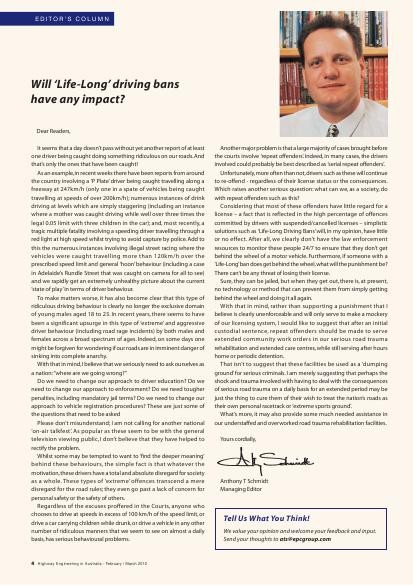 EDITOR'S COLUMN
Will 'Life-Long' driving bans
have any impact?
Dear Readers,
It seems that a day doesn't pass without yet another report of at least
one driver being caught doing something ridiculous on our roads. And
that's only the ones that have been caught!
As an example, in recent weeks there have been reports from around
the country involving a 'P Plate' driver being caught travelling along a
freeway at 247km/h (only one in a spate of vehicles being caught
travelling at speeds of over 200km/h); numerous instances of drink
driving at levels which are simply staggering (including an instance
where a mother was caught driving while well over three times the
legal 0.05 limit with three children in the car); and, most recently, a
tragic multiple fatality involving a speeding driver travelling through a
red light at high speed whilst trying to avoid capture by police. Add to
this the numerous instances involving illegal street racing where the
vehicles were caught travelling more than 120km/h over the
prescribed speed limit and general 'hoon' behaviour (including a case
in Adelaide's Rundle Street that was caught on camera for all to see)
and we rapidly get an extremely unhealthy picture about the current
'state of play' in terms of driver behaviour.
To make matters worse, it has also become clear that this type of
ridiculous driving behaviour is clearly no longer the exclusive domain
of young males aged 18 to 23. In recent years, there seems to have
been a significant upsurge in this type of 'extreme' and aggressive
driver behaviour (including road rage incidents) by both males and
females across a broad spectrum of ages. Indeed, on some days one
might be forgiven for wondering if our roads are in imminent danger of
sinking into complete anarchy.
With that in mind, I believe that we seriously need to ask ourselves as
a nation: "where are we going wrong?"
Do we need to change our approach to driver education? Do we
need to change our approach to enforcement? Do we need tougher
penalties, including mandatory jail terms? Do we need to change our
approach to vehicle registration procedures? These are just some of
the questions that need to be asked
Please don't misunderstand; I am not calling for another national
'on-air talkfest'. As popular as these seem to be with the general
television viewing public, I don't believe that they have helped to
rectify the problem.
Whilst some may be tempted to want to 'find the deeper meaning'
behind these behaviours, the simple fact is that whatever the
motivation, these drivers have a total and absolute disregard for society
as a whole. These types of 'extreme' offences transcend a mere
disregard for the road rules; they even go past a lack of concern for
personal safety or the safety of others.
Regardless of the excuses proffered in the Courts, anyone who
chooses to drive at speeds in excess of 100 km/h of the speed limit, or
drive a car carrying children while drunk, or drive a vehicle in any other
number of ridiculous manners that we seem to see on almost a daily
basis, has serious behavioural problems.
Another major problem is that a large majority of cases brought before
the courts involve 'repeat offenders'. Indeed, in many cases, the drivers
involved could probably be best described as 'serial repeat offenders'.
Unfortunately, more often than not, drivers such as these will continue
to re-offend - regardless of their license status or the consequences.
Which raises another serious question: what can we, as a society, do
with repeat offenders such as this?
Considering that most of these offenders have little regard for a
license – a fact that is reflected in the high percentage of offences
committed by drivers with suspended/cancelled licenses – simplistic
solutions such as 'Life-Long Driving Bans' will, in my opinion, have little
or no effect. After all, we clearly don't have the law enforcement
resources to monitor these people 24/7 to ensure that they don't get
behind the wheel of a motor vehicle. Furthermore, if someone with a
'Life-Long' ban does get behind the wheel, what will the punishment be?
There can't be any threat of losing their license.
Sure, they can be jailed, but when they get out, there is, at present,
no technology or method that can prevent them from simply getting
behind the wheel and doing it all again.
With that in mind, rather than supporting a punishment that I
believe is clearly unenforceable and will only serve to make a mockery
of our licensing system, I would like to suggest that after an initial
custodial sentence, repeat offenders should be made to serve
extended community work orders in our serious road trauma
rehabilitation and extended care centres, while still serving after hours
home or periodic detention.
That isn't to suggest that these facilities be used as a 'dumping
ground' for serious criminals. I am merely suggesting that perhaps the
shock and trauma involved with having to deal with the consequences
of serious road trauma on a daily basis for an extended period may be
just the thing to cure them of their wish to treat the nation's roads as
their own personal racetrack or 'extreme sports ground'.
What's more, it may also provide some much needed assistance in
our understaffed and overworked road trauma rehabilitation facilities.
Yours cordially,
Anthony T Schmidt
Managing Editor
Tell Us What You Think!
We value your opinion and welcome your feedback and input.
Send your thoughts to ats@epcgroup.com
4 Highway Engineering in Australia - February / March 2010